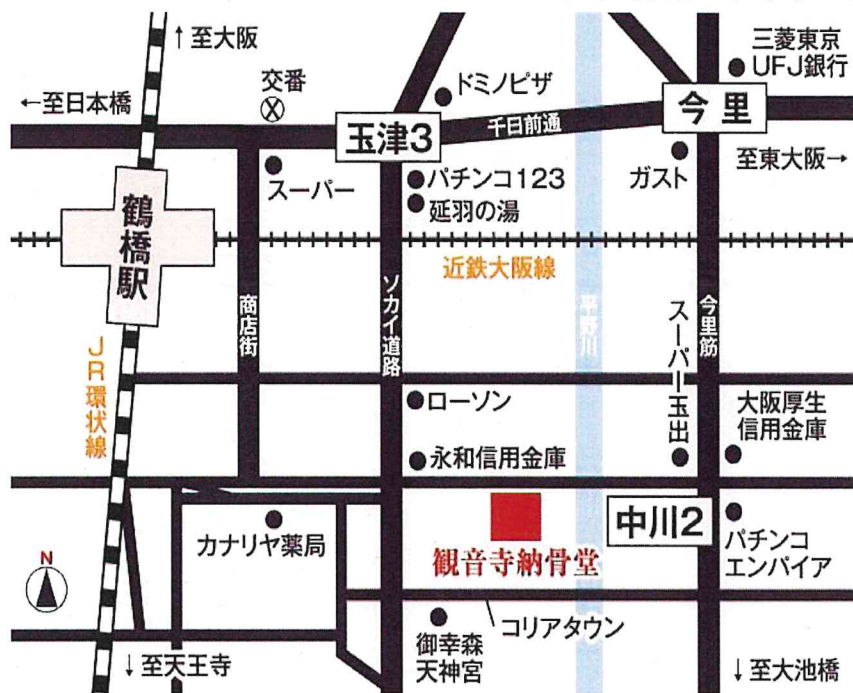 ↑至大阪
三菱東京
UFJ銀行
交番
ドミノピザ
←至日本橋
今里
千日前通
玉津3
至東大阪→
スーパー
パチンコ123
ガスト
延羽の湯
鶴橋駅
近鉄大阪線
商店街
ソカイ道路
平野川
今里筋
スーパー玉出
JR環状線
ローソン
大阪厚生
信用金庫
永和信用金庫
カナリヤ薬局
中川2
パチンコ
エンパイア
観音寺納骨堂
N
コリアタウン
御幸森
天神宮
↓至天王寺
↓至大池橋